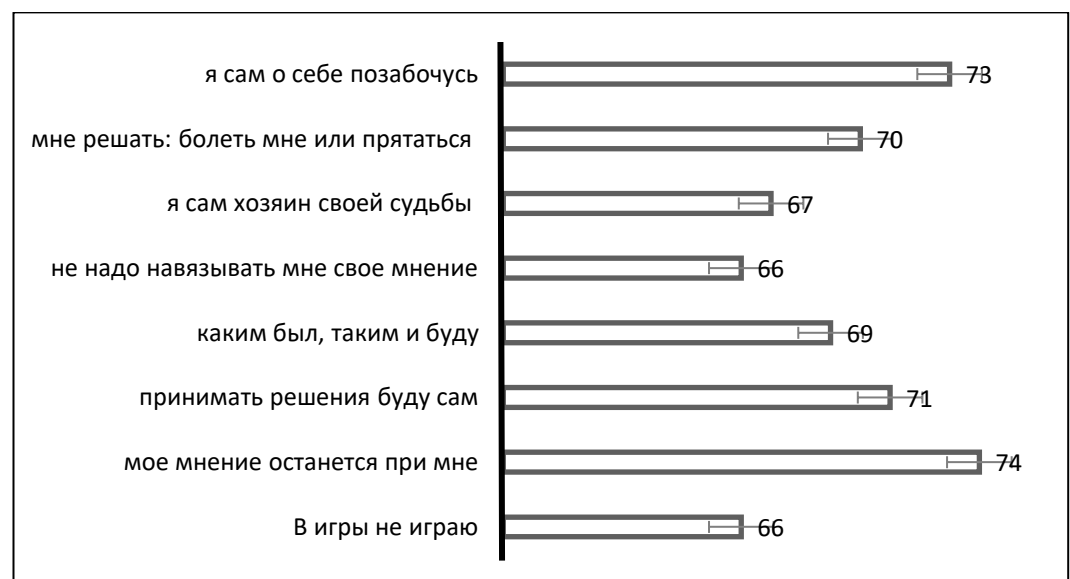 я сам о себе позабочусь 73
мне решать: болеть мне или прятаться 70
я сам хозяин своей судьбы 67
не надо навязывать мне свое мнение 66
каким был, таким и буду 69
принимать решения буду сам 71
мое мнение останется при мне 74
В игры не играю 66